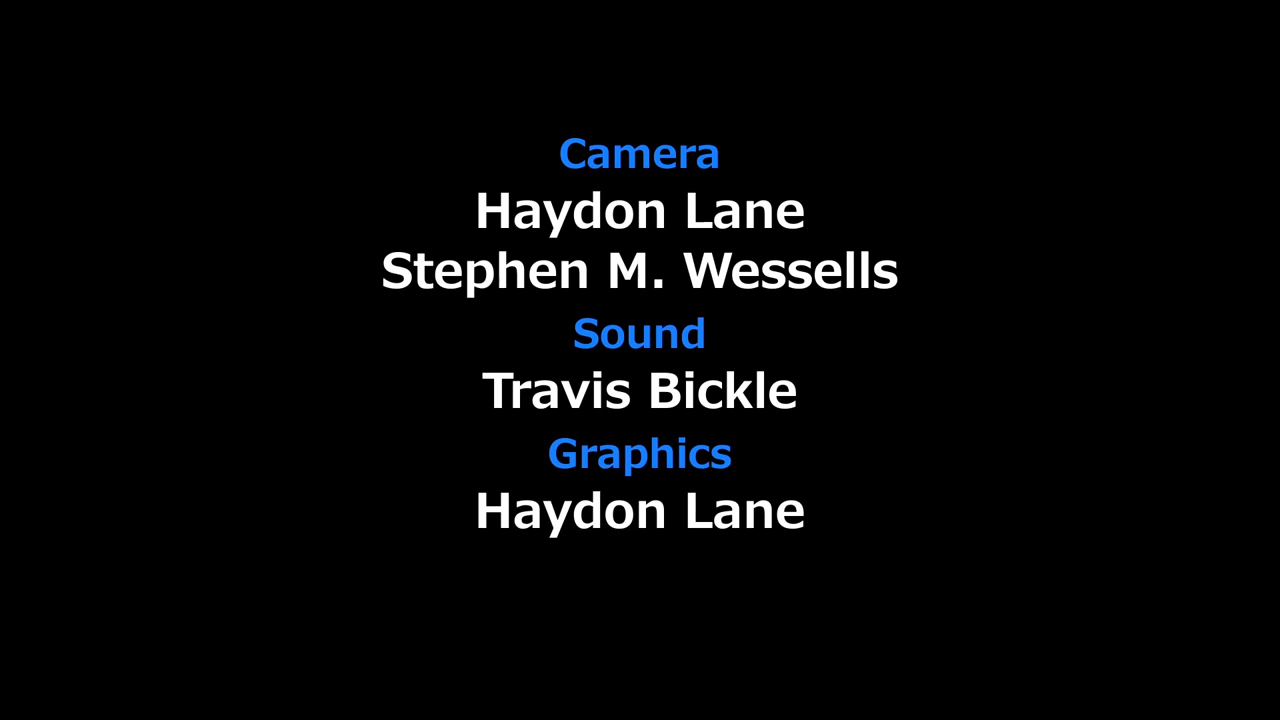 Camera
Haydon Lane
Stephen M. Wessells
Sound
Travis Bickle
Graphics
Haydon Lane